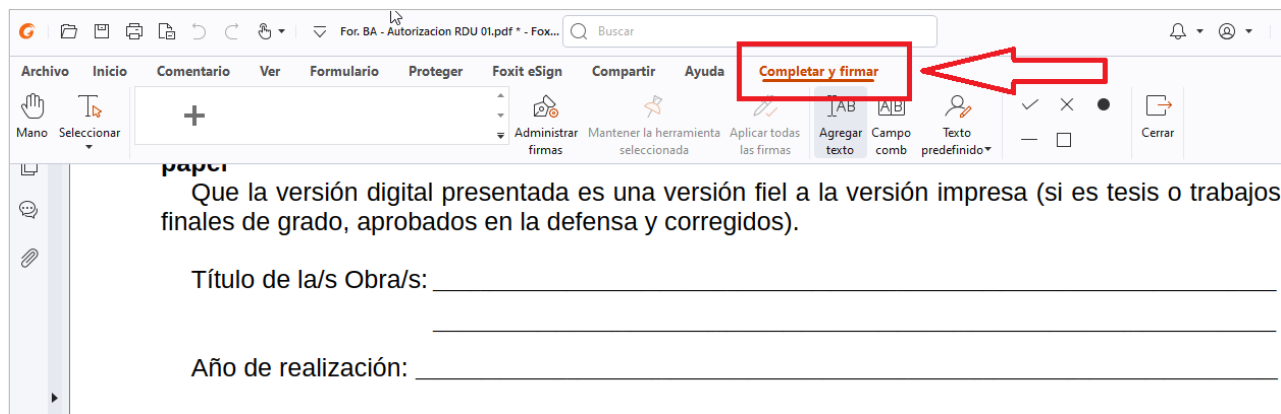 For. BA - Autorizacion RDU 01.pdf * - Fox... Buscar
Archivo Inicio Comentario Ver Formulario Proteger Foxit eSign Compartir Ayuda Completar y firmar
Mano Seleccionar Administrar firmas Mantener la herramienta seleccionada Aplicar todas las firmas Agregar texto Campo comb Texto predefinido Cerrar
paper
Que la versión digital presentada es una versión fiel a la versión impresa (si es tesis o trabajos
finales de grado, aprobados en la defensa y corregidos).
Título de la/s Obra/s:
Año de realización: